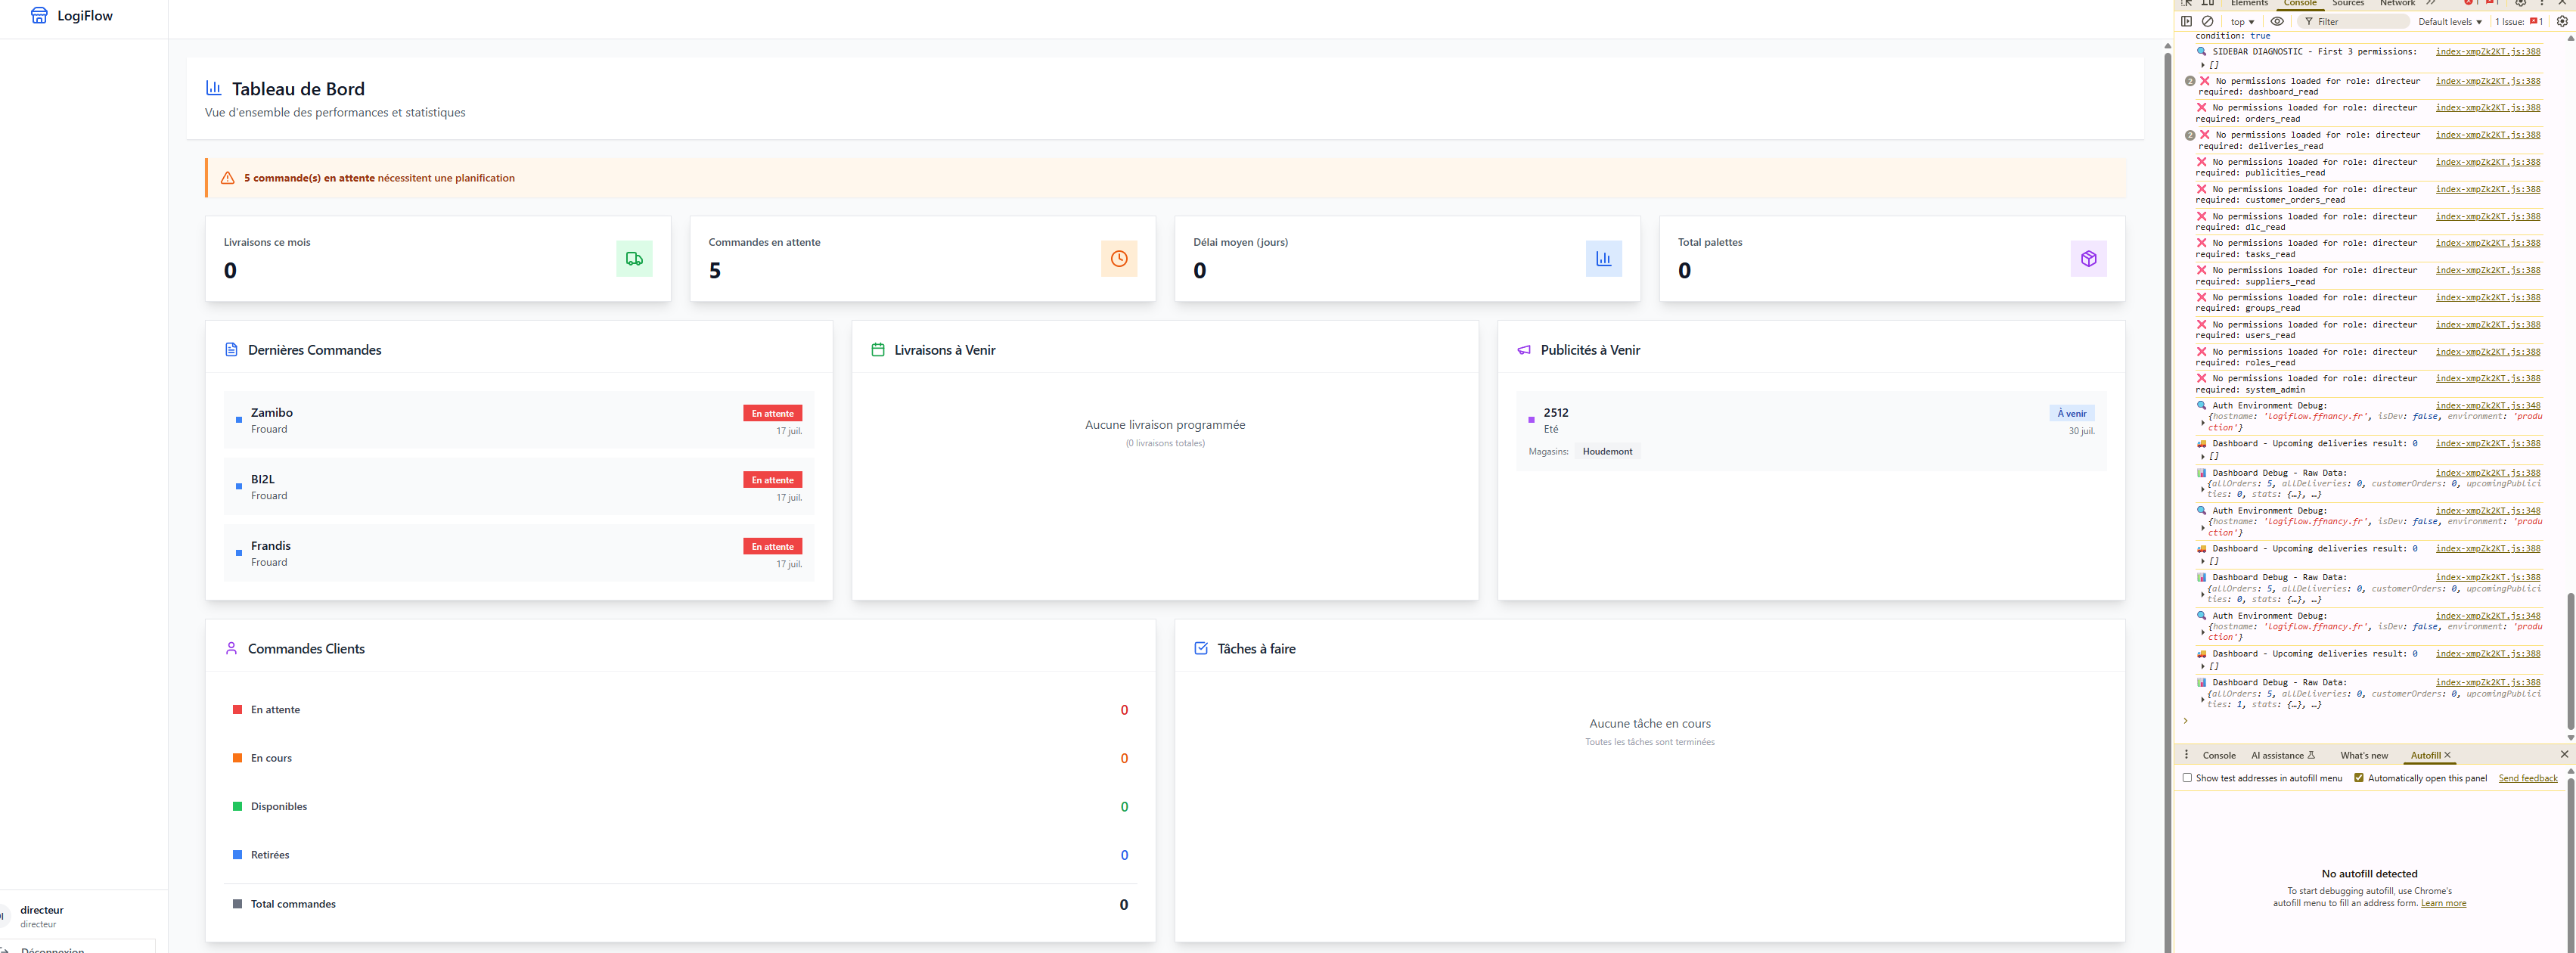 LogiFlow
Tableau de Bord
Vue d'ensemble des performances et statistiques
5 commande(s) en attente nécessitent une planification
Livraisons ce mois
0
Commandes en attente
5
Délai moyen (jours)
0
Total palettes
0
Dernières Commandes
Zamibo
Frouard
En attente
17 juil.
BI2L
Frouard
En attente
17 juil.
Frandis
Frouard
En attente
17 juil.
Livraisons à Venir
Aucune livraison programmée
(0 livraisons totales)
Publicités à Venir
2512
Eté
À venir
30 juil.
Magasins: Houdemont
Commandes Clients
En attente 0
En cours 0
Disponibles 0
Retirées 0
Total commandes 0
Tâches à faire
Aucune tâche en cours
Toutes les tâches sont terminées
directeur
directeur
Déconnexion
Elements Console Sources Network
top Filter Default levels 1 Issue: 1
condition: true
SIDEBAR DIAGNOSTIC - First 3 permissions: index-xmpZk2KT.js:388
[]
2 No permissions loaded for role: directeur index-xmpZk2KT.js:388
required: dashboard_read
No permissions loaded for role: directeur index-xmpZk2KT.js:388
required: orders_read
2 No permissions loaded for role: directeur index-xmpZk2KT.js:388
required: deliveries_read
No permissions loaded for role: directeur index-xmpZk2KT.js:388
required: publicities_read
No permissions loaded for role: directeur index-xmpZk2KT.js:388
required: customer_orders_read
No permissions loaded for role: directeur index-xmpZk2KT.js:388
required: dlc_read
No permissions loaded for role: directeur index-xmpZk2KT.js:388
required: tasks_read
No permissions loaded for role: directeur index-xmpZk2KT.js:388
required: suppliers_read
No permissions loaded for role: directeur index-xmpZk2KT.js:388
required: groups_read
No permissions loaded for role: directeur index-xmpZk2KT.js:388
required: users_read
No permissions loaded for role: directeur index-xmpZk2KT.js:388
required: roles_read
No permissions loaded for role: directeur index-xmpZk2KT.js:388
required: system_admin
Auth Environment Debug: index-xmpZk2KT.js:348
{hostname: 'logiflow.ffnancy.fr', isDev: false, environment: 'produ
ction'}
Dashboard - Upcoming deliveries result: 0 index-xmpZk2KT.js:388
[]
Dashboard Debug - Raw Data: index-xmpZk2KT.js:388
{allOrders: 5, allDeliveries: 0, customerOrders: 0, upcomingPublici
ties: 0, stats: {…}, …}
Auth Environment Debug: index-xmpZk2KT.js:348
{hostname: 'logiflow.ffnancy.fr', isDev: false, environment: 'produ
ction'}
Dashboard - Upcoming deliveries result: 0 index-xmpZk2KT.js:388
[]
Dashboard Debug - Raw Data: index-xmpZk2KT.js:388
{allOrders: 5, allDeliveries: 0, customerOrders: 0, upcomingPublici
ties: 0, stats: {…}, …}
Auth Environment Debug: index-xmpZk2KT.js:348
{hostname: 'logiflow.ffnancy.fr', isDev: false, environment: 'produ
ction'}
Dashboard - Upcoming deliveries result: 0 index-xmpZk2KT.js:388
[]
Dashboard Debug - Raw Data: index-xmpZk2KT.js:388
{allOrders: 5, allDeliveries: 0, customerOrders: 0, upcomingPublici
ties: 1, stats: {…}, …}
Console AI assistance What's new Autofill
Show test addresses in autofill menu Automatically open this panel Send feedback
No autofill detected
To start debugging autofill, use Chrome's
autofill menu to fill an address form. Learn more